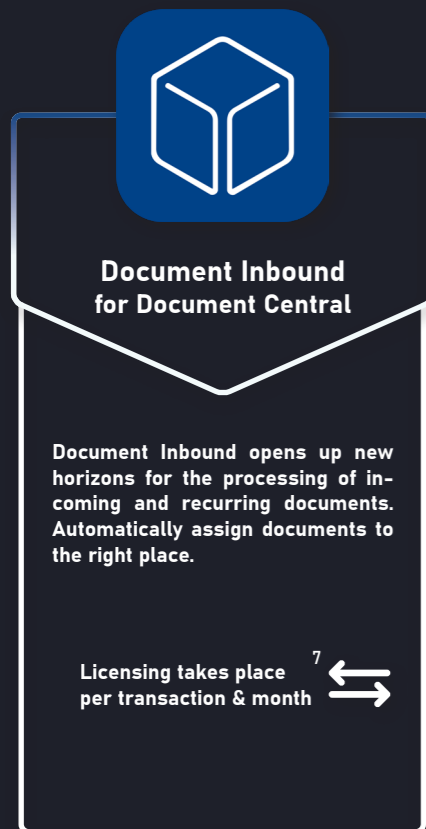 Document Inbound
for Document Central
Document Inbound opens up new
horizons for the processing of in-
coming and recurring documents.
Automatically assign documents to
the right place.
Licensing takes place 7
per transaction & month